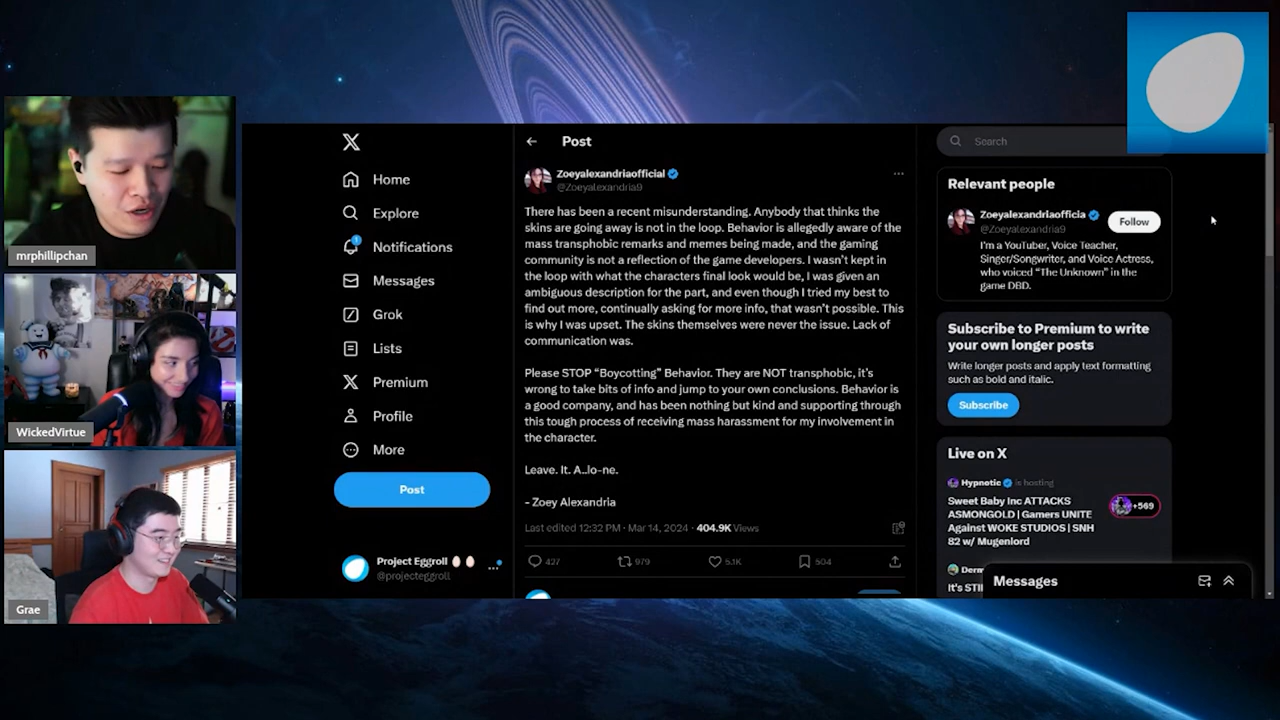 mrphillipchan
WickedVirtue
Grae
Home
Explore
1
Notifications
Messages
Grok
Lists
Premium
Profile
More
Post
Project Eggroll
@projecteggroll
Post
Zoeyalexandriaofficial
@Zoeyalexandria9
There has been a recent misunderstanding. Anybody that thinks the
skins are going away is not in the loop. Behavior is allegedly aware of the
mass transphobic remarks and memes being made, and the gaming
community is not a reflection of the game developers. I wasn't kept in
the loop with what the characters final look would be, I was given an
ambiguous description for the part, and even though I tried my best to
find out more, continually asking for more info, that wasn't possible. This
is why I was upset. The skins themselves were never the issue. Lack of
communication was.
Please STOP “Boycotting” Behavior. They are NOT transphobic, it's
wrong to take bits of info and jump to your own conclusions. Behavior is
a good company, and has been nothing but kind and supporting through
this tough process of receiving mass harassment for my involvement in
the character.
Leave. It. A..lo-ne.
- Zoey Alexandria
Last edited 12:32 PM · Mar 14, 2024 · 404.9K Views
427
979
5.1K
504
Search
Relevant people
Zoeyalexandriaofficia
@Zoeyalexandria9
Follow
I'm a YouTuber, Voice Teacher,
Singer/Songwriter, and Voice Actress,
who voiced “The Unknown” in the
game DBD.
Subscribe to Premium to write
your own longer posts
Write longer posts and apply text formatting
such as bold and italic.
Subscribe
Live on X
Hypnotic is hosting
Sweet Baby Inc ATTACKS
ASMONGOLD | Gamers UNITE
Against WOKE STUDIOS | SNH
82 w/ Mugenlord
+569
Derm
It's STI
Messages